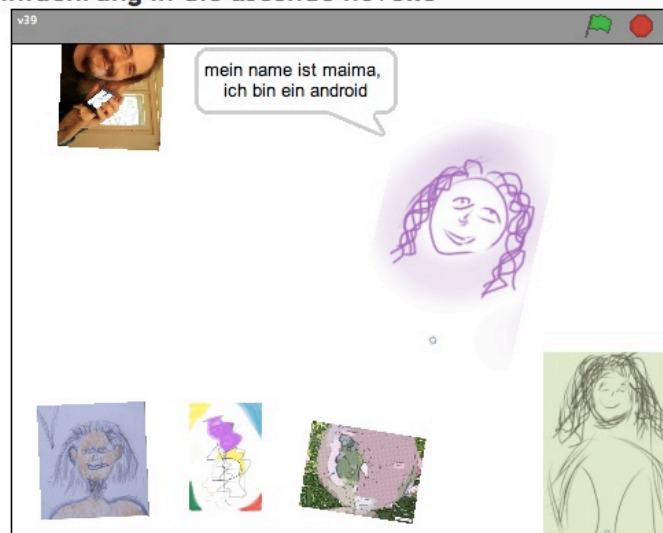 v39
mein name ist maima,
ich bin ein android